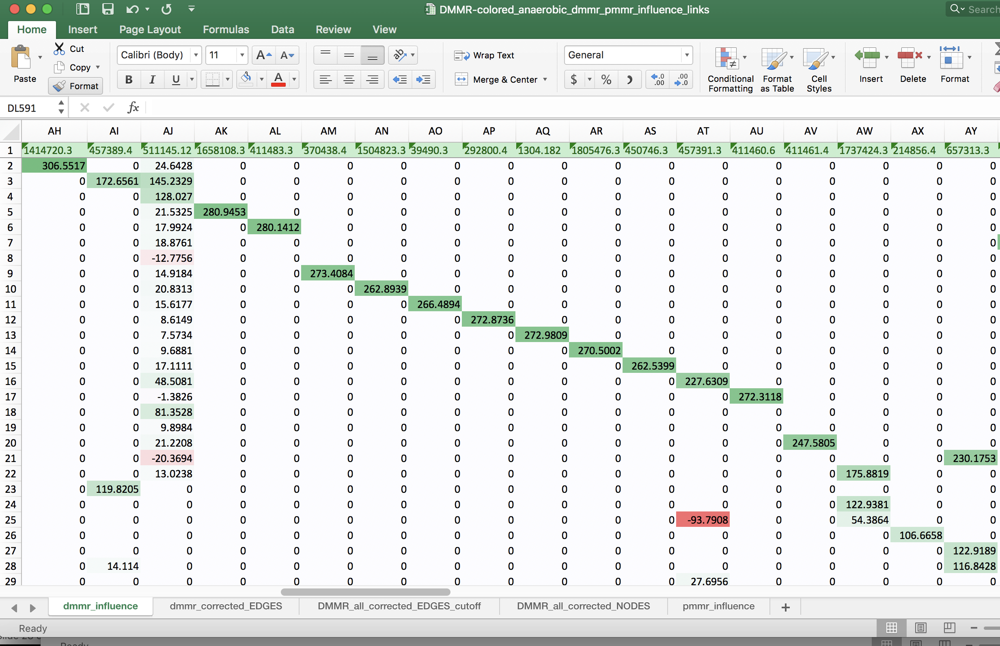 DMMR-colored_anaerobic_dmmr_pmmr_influence_links
Search
Home Insert Page Layout Formulas Data Review View
Paste Cut Copy Format
Calibri (Body) 11 A A
B I U A
ab Wrap Text
Merge & Center
General
$ % .0 .00 .00 .0
Conditional Formatting Format as Table Cell Styles Insert Delete Format
DL591 fx
AH AI AJ AK AL AM AN AO AP AQ AR AS AT AU AV AW AX AY
1 1414720.3 457389.4 511145.12 1658108.3 411483.3 370438.4 1504823.3 39490.3 292800.4 1304.182 1805476.3 450746.3 457391.3 411460.6 411461.4 1737424.3 214856.4 657313.3
2 306.5517 0 24.6428 0 0 0 0 0 0 0 0 0 0 0 0 0 0 0
3 0 172.6561 145.2329 0 0 0 0 0 0 0 0 0 0 0 0 0 0 0
4 0 0 128.027 0 0 0 0 0 0 0 0 0 0 0 0 0 0 0
5 0 0 21.5325 280.9453 0 0 0 0 0 0 0 0 0 0 0 0 0 0
6 0 0 17.9924 0 280.1412 0 0 0 0 0 0 0 0 0 0 0 0 0
7 0 0 18.8761 0 0 0 0 0 0 0 0 0 0 0 0 0 0 0
8 0 0 -12.7756 0 0 0 0 0 0 0 0 0 0 0 0 0 0 0
9 0 0 14.9184 0 0 273.4084 0 0 0 0 0 0 0 0 0 0 0 0
10 0 0 20.8313 0 0 0 262.8939 0 0 0 0 0 0 0 0 0 0 0
11 0 0 15.6177 0 0 0 0 266.4894 0 0 0 0 0 0 0 0 0 0
12 0 0 8.6149 0 0 0 0 0 272.8736 0 0 0 0 0 0 0 0 0
13 0 0 7.5734 0 0 0 0 0 0 272.9809 0 0 0 0 0 0 0 0
14 0 0 9.6881 0 0 0 0 0 0 0 270.5002 0 0 0 0 0 0 0
15 0 0 17.1111 0 0 0 0 0 0 0 0 262.5399 0 0 0 0 0 0
16 0 0 48.5081 0 0 0 0 0 0 0 0 0 227.6309 0 0 0 0 0
17 0 0 -1.3826 0 0 0 0 0 0 0 0 0 0 272.3118 0 0 0 0
18 0 0 81.3528 0 0 0 0 0 0 0 0 0 0 0 0 0 0 0
19 0 0 9.8984 0 0 0 0 0 0 0 0 0 0 0 0 0 0 0
20 0 0 21.2208 0 0 0 0 0 0 0 0 0 0 0 247.5805 0 0 0
21 0 0 -20.3694 0 0 0 0 0 0 0 0 0 0 0 0 0 0 230.1753
22 0 0 13.0238 0 0 0 0 0 0 0 0 0 0 0 0 175.8819 0 0
23 0 119.8205 0 0 0 0 0 0 0 0 0 0 0 0 0 0 0 0
24 0 0 0 0 0 0 0 0 0 0 0 0 0 0 0 122.9381 0 0
25 0 0 0 0 0 0 0 0 0 0 0 0 -93.7908 0 0 54.3864 0 0
26 0 0 0 0 0 0 0 0 0 0 0 0 0 0 0 0 106.6658 0
27 0 0 0 0 0 0 0 0 0 0 0 0 0 0 0 0 0 122.9189
28 0 14.114 0 0 0 0 0 0 0 0 0 0 0 0 0 0 0 116.8428
29 0 0 0 0 0 0 0 0 0 0 0 0 27.6956 0 0 0 0 0
dmmr_influence dmmr_corrected_EDGES DMMR_all_corrected_EDGES_cutoff DMMR_all_corrected_NODES pmmr_influence +
Ready